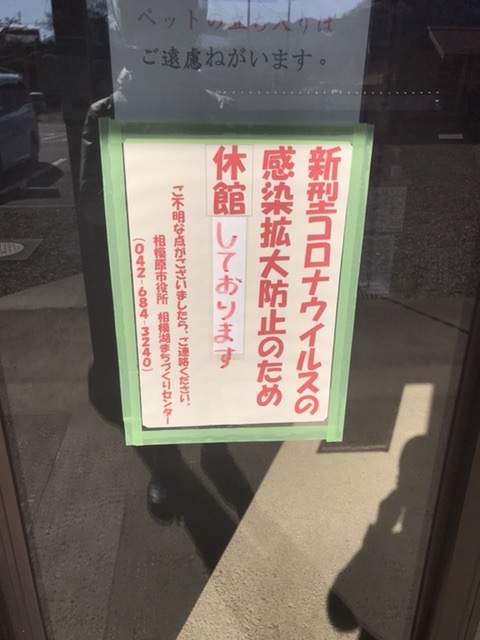 ペットの立ち入りは
ご遠慮ねがいます。
新型コロナウイルスの
感染拡大防止のため
休館しております
ご不明な点がございましたら、ご連絡ください。
相模原市役所 相模湖まちづくりセンター
(042-684-3240)